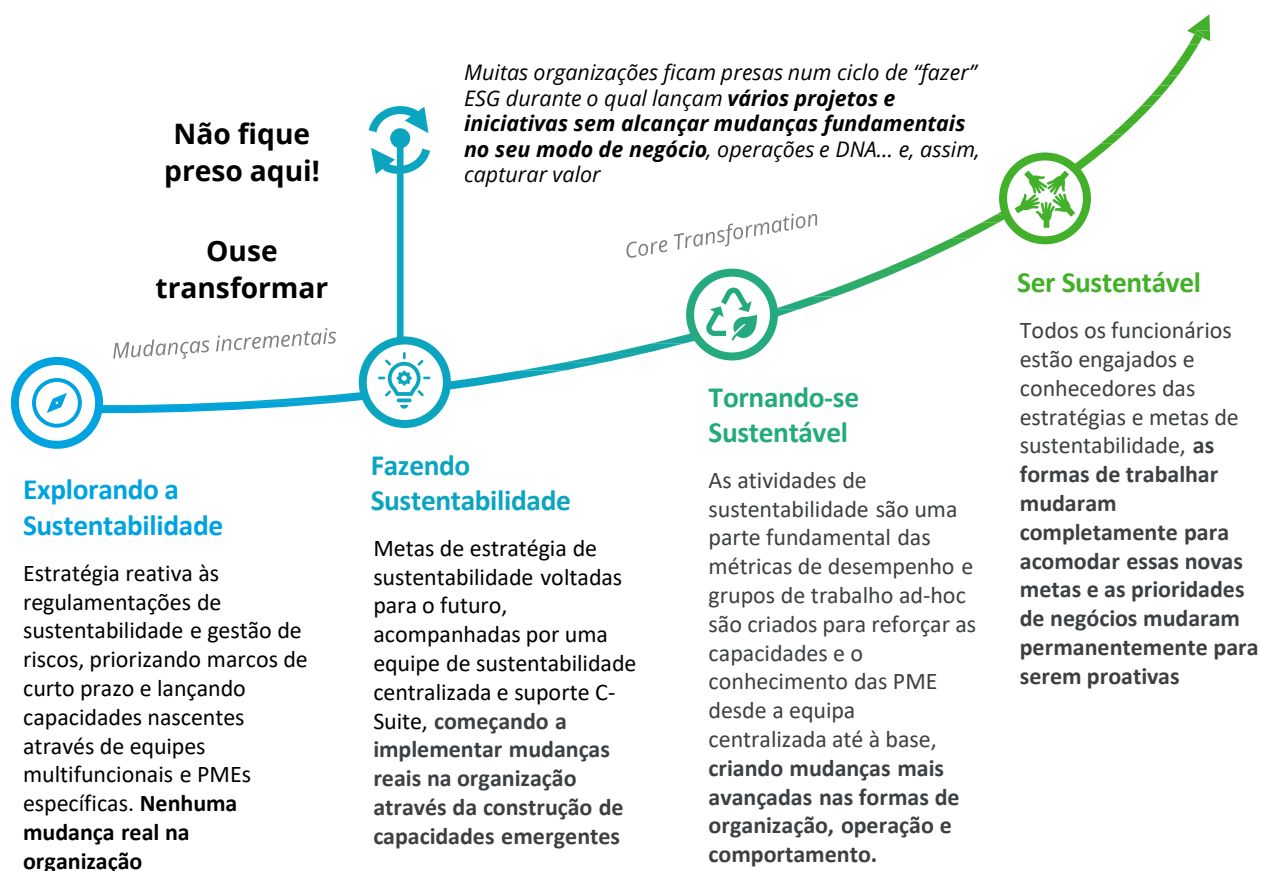 Muitas organizações ficam presas num ciclo de “fazer”
ESG durante o qual lançam vários projetos e
iniciativas sem alcançar mudanças fundamentais
no seu modo de negócio, operações e DNA... e, assim,
capturar valor
Não fique
preso aqui!
Ouse
transformar
Mudanças incrementais
Core Transformation
Explorando a
Sustentabilidade
Estratégia reativa às
regulamentações de
sustentabilidade e gestão de
riscos, priorizando marcos de
curto prazo e lançando
capacidades nascentes
através de equipes
multifuncionais e PMEs
específicas. Nenhuma
mudança real na
organização
Fazendo
Sustentabilidade
Metas de estratégia de
sustentabilidade voltadas
para o futuro,
acompanhadas por uma
equipe de sustentabilidade
centralizada e suporte C-
Suite, começando a
implementar mudanças
reais na organização
através da construção de
capacidades emergentes
Tornando-se
Sustentável
As atividades de
sustentabilidade são uma
parte fundamental das
métricas de desempenho e
grupos de trabalho ad-hoc
são criados para reforçar as
capacidades e o
conhecimento das PME
desde a equipa
centralizada até à base,
criando mudanças mais
avançadas nas formas de
organização, operação e
comportamento.
Ser Sustentável
Todos os funcionários
estão engajados e
conhecedores das
estratégias e metas de
sustentabilidade, as
formas de trabalhar
mudaram
completamente para
acomodar essas novas
metas e as prioridades
de negócios mudaram
permanentemente para
serem proativas